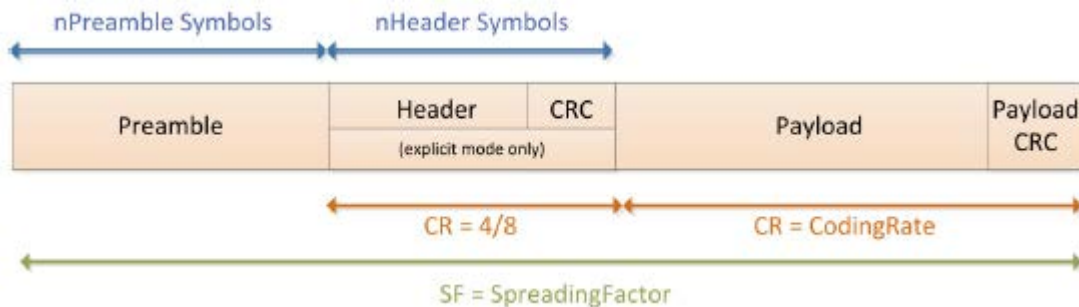 nPreamble Symbols
nHeader Symbols
Preamble
Header
CRC
(explicit mode only)
Payload
Payload
CRC
CR = 4/8
CR = CodingRate
SF = SpreadingFactor